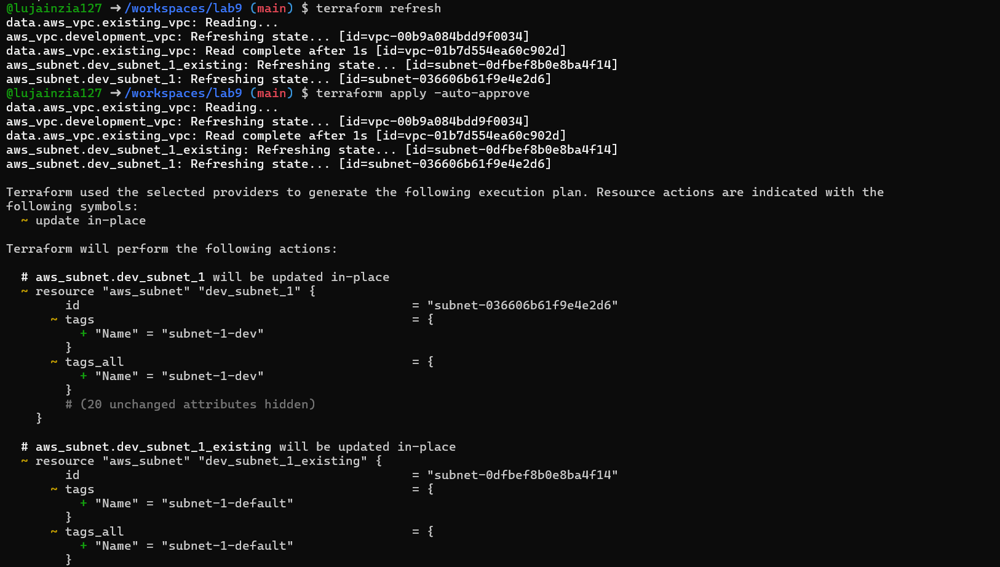 @lujainzia127 ➜ /workspaces/lab9 (main) $ terraform refresh
data.aws_vpc.existing_vpc: Reading...
aws_vpc.development_vpc: Refreshing state... [id=vpc-00b9a084bdd9f0034]
data.aws_vpc.existing_vpc: Read complete after 1s [id=vpc-01b7d554ea60c902d]
aws_subnet.dev_subnet_1_existing: Refreshing state... [id=subnet-0dfbef8b0e8ba4f14]
aws_subnet.dev_subnet_1: Refreshing state... [id=subnet-036606b61f9e4e2d6]
@lujainzia127 ➜ /workspaces/lab9 (main) $ terraform apply -auto-approve
data.aws_vpc.existing_vpc: Reading...
aws_vpc.development_vpc: Refreshing state... [id=vpc-00b9a084bdd9f0034]
data.aws_vpc.existing_vpc: Read complete after 1s [id=vpc-01b7d554ea60c902d]
aws_subnet.dev_subnet_1_existing: Refreshing state... [id=subnet-0dfbef8b0e8ba4f14]
aws_subnet.dev_subnet_1: Refreshing state... [id=subnet-036606b61f9e4e2d6]

Terraform used the selected providers to generate the following execution plan. Resource actions are indicated with the
following symbols:
  ~ update in-place

Terraform will perform the following actions:

  # aws_subnet.dev_subnet_1 will be updated in-place
  ~ resource "aws_subnet" "dev_subnet_1" {
        id                                             = "subnet-036606b61f9e4e2d6"
      ~ tags                                           = {
          + "Name" = "subnet-1-dev"
        }
      ~ tags_all                                       = {
          + "Name" = "subnet-1-dev"
        }
        # (20 unchanged attributes hidden)
    }

  # aws_subnet.dev_subnet_1_existing will be updated in-place
  ~ resource "aws_subnet" "dev_subnet_1_existing" {
        id                                             = "subnet-0dfbef8b0e8ba4f14"
      ~ tags                                           = {
          + "Name" = "subnet-1-default"
        }
      ~ tags_all                                       = {
          + "Name" = "subnet-1-default"
        }